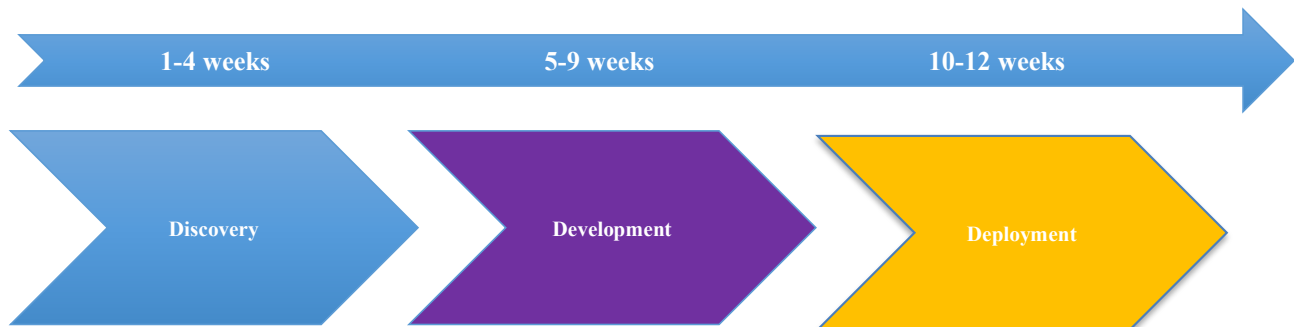 1-4 weeks
5-9 weeks
10-12 weeks
Discovery
Development
Deployment